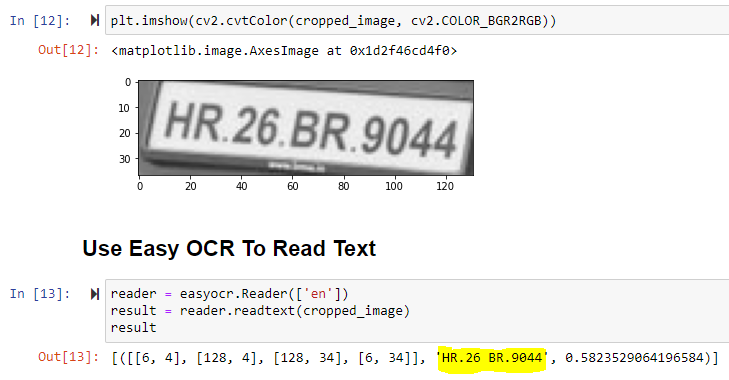 In [12]: plt.imshow(cv2.cvtColor(cropped_image, cv2.COLOR_BGR2RGB))
Out[12]: <matplotlib.image.AxesImage at 0x1d2f46cd4f0>
0
10
20
30
HR.26.BR.9044
0 20 40 60 80 100 120
Use Easy OCR To Read Text
In [13]: reader = easyocr.Reader(['en'])
result = reader.readtext(cropped_image)
result
Out[13]: [([[6, 4], [128, 4], [128, 34], [6, 34]], 'HR.26 BR.9044', 0.5823529064196584)]